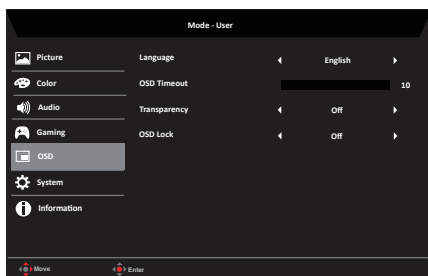 Mode - User
Picture
Language
English
Color
OSD Timeout
10
Audio
Transparency
Off
Gaming
OSD Lock
Off
OSD
System
Information
Move
Enter